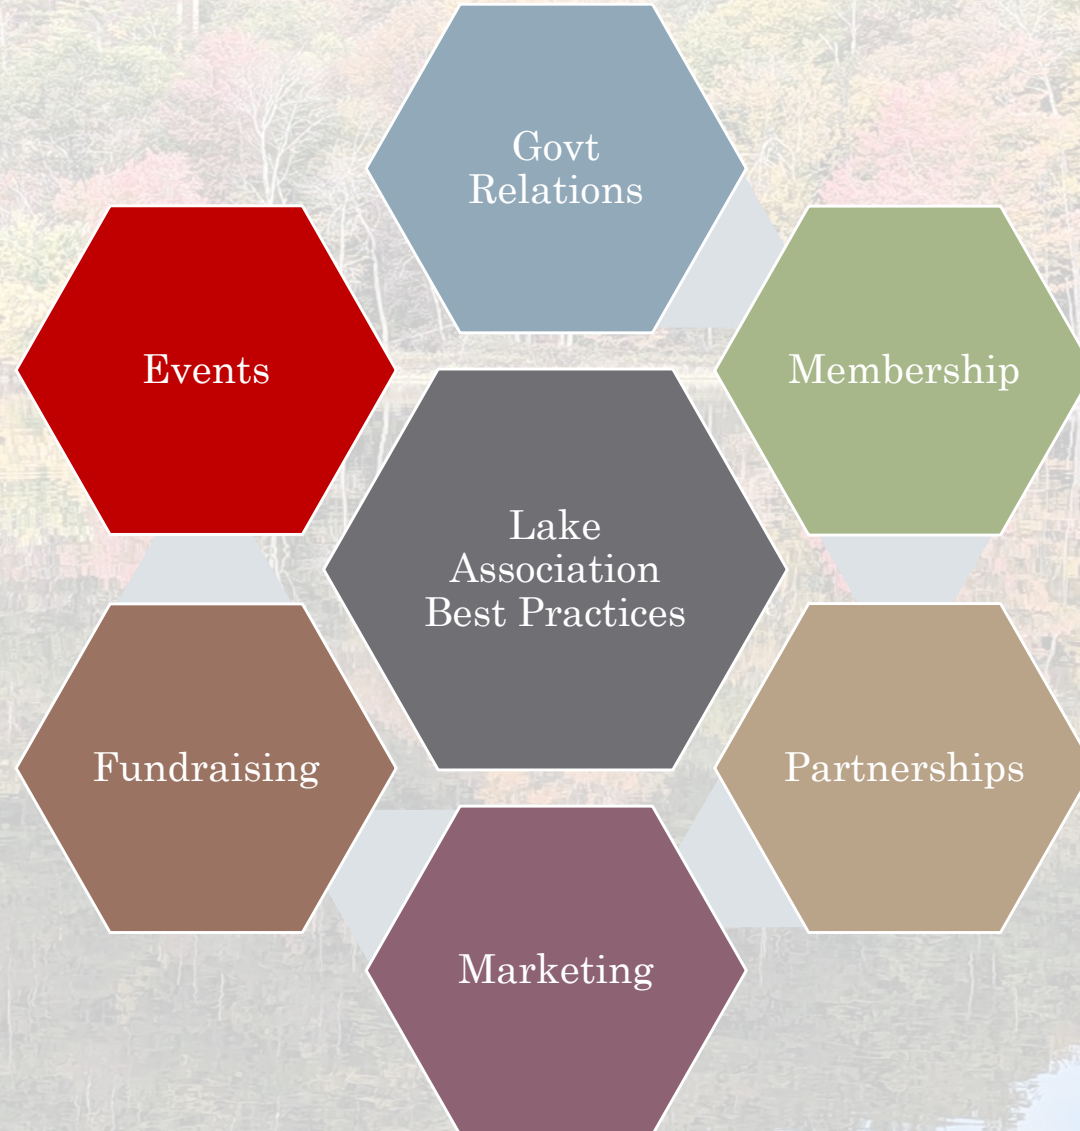 Govt
Relations
Events
Membership
Lake
Association
Best Practices
Fundraising
Partnerships
Marketing